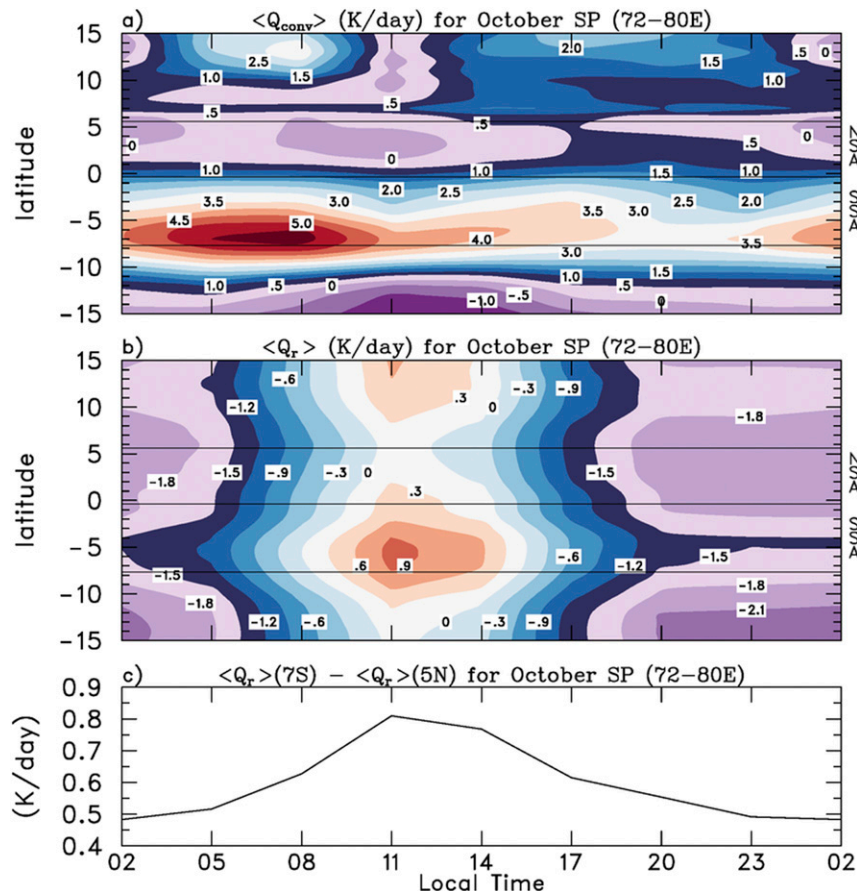 a) <Q_conv> (K/day) for October SP (72-80E)
15
10
5
0
-5
-10
-15
latitude
2.5 1.5 2.0 .5 0
1.0 1.5 1.0
.5 .5
0 0 .5 0
1.0 0 1.0 1.5 1.0
3.5 3.0 2.0 2.5 2.5 2.0
4.5 5.0 3.5 3.0
4.0 3.0 3.5
1.0 .5 0 1.0 1.5
-1.0 -.5 .5 0
NSA
SSA
b) <Q_r> (K/day) for October SP (72-80E)
15
10
5
0
-5
-10
-15
latitude
-.6 -.3 -.9
-1.2 .3 0 -1.8
-1.8 -1.5 -.9 -.3 0 -1.5
.3
-1.5 .6 .9 -.6 -1.2 -1.5
-1.8 -1.8
-1.2 -.6 0 -.3 -.9 -2.1
NSA
SSA
c) <Q_r>(7S) - <Q_r>(5N) for October SP (72-80E)
0.9
0.8
0.7
0.6
0.5
0.4
(K/day)
02 05 08 11 14 17 20 23 02
Local Time